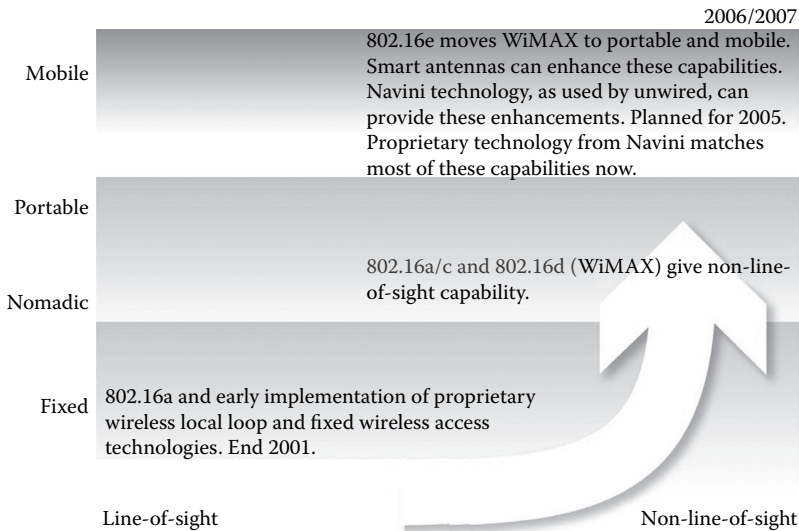 2006/2007
Mobile
802.16e moves WiMAX to portable and mobile.
Smart antennas can enhance these capabilities.
Navini technology, as used by unwired, can
provide these enhancements. Planned for 2005.
Proprietary technology from Navini matches
most of these capabilities now.
Portable
802.16a/c and 802.16d (WiMAX) give non-line-
of-sight capability.
Nomadic
Fixed
802.16a and early implementation of proprietary
wireless local loop and fixed wireless access
technologies. End 2001.
Line-of-sight
Non-line-of-sight